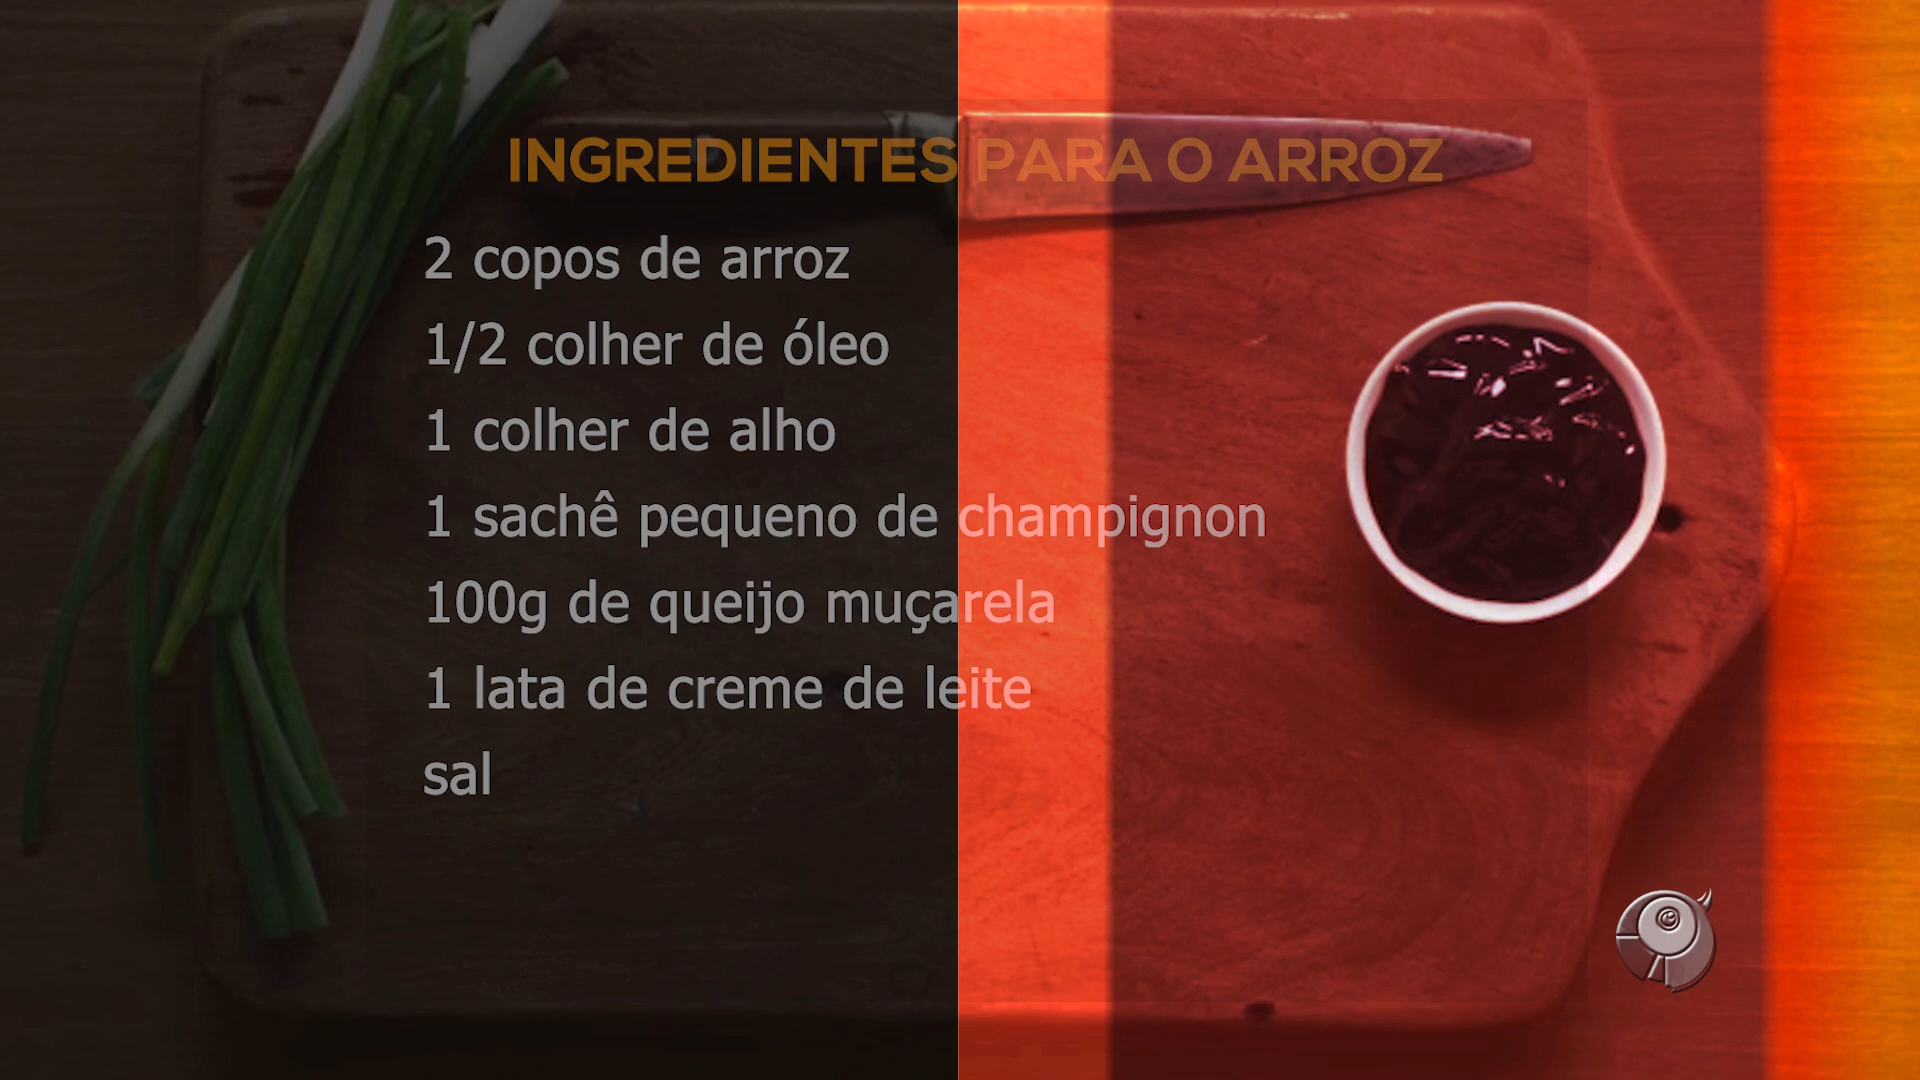 INGREDIENTES PARA O ARROZ
2 copos de arroz
1/2 colher de óleo
1 colher de alho
1 sachê pequeno de champignon
100g de queijo muçarela
1 lata de creme de leite
sal